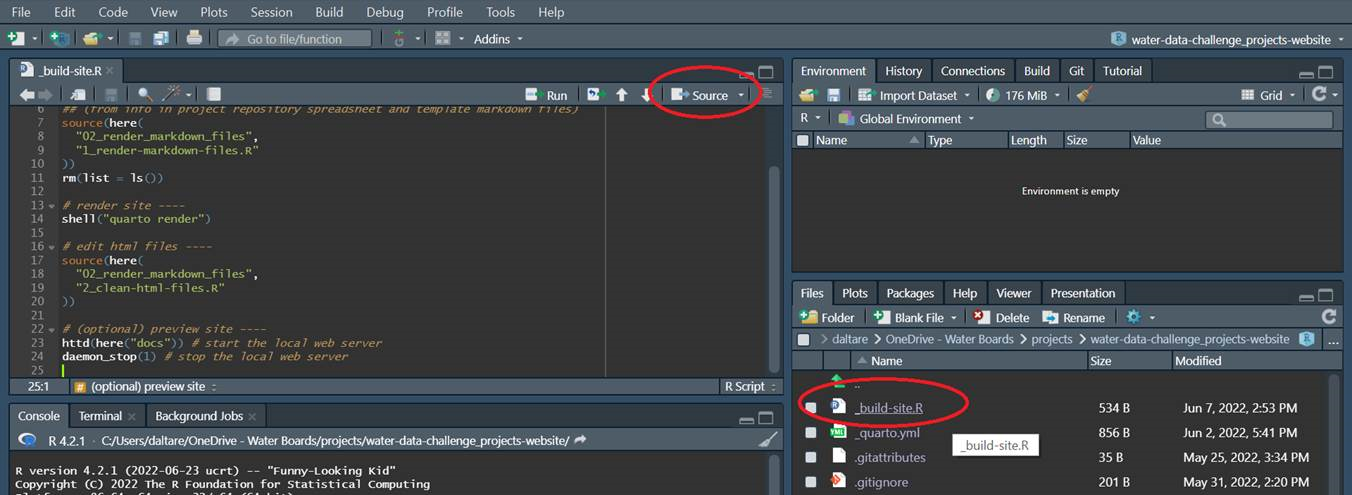 File Edit Code View Plots Session Build Debug Profile Tools Help
Go to file/function Addins water-data-challenge_projects-website
_build-site.R
Run Source
6 ## (from info in project repository spreadsheet and template markdown files)
7 source(here(
8 "02_render_markdown_files",
9 "1_render-markdown-files.R"
10 ))
11 rm(list = ls())
12
13 # render site ----
14 shell("quarto render")
15
16 # edit html files ----
17 source(here(
18 "02_render_markdown_files",
19 "2_clean-html-files.R"
20 ))
21
22 # (optional) preview site ----
23 httd(here("docs")) # start the local web server
24 daemon_stop(1) # stop the local web server
25
25:1 # (optional) preview site R Script
Console Terminal Background Jobs
R 4.2.1 · C:/Users/daltare/OneDrive - Water Boards/projects/water-data-challenge_projects-website/
R version 4.2.1 (2022-06-23 ucrt) -- "Funny-Looking Kid"
Copyright (C) 2022 The R Foundation for Statistical Computing
Environment History Connections Build Git Tutorial
Import Dataset 176 MiB Grid
R Global Environment
Name Type Length Size Value
Environment is empty
Files Plots Packages Help Viewer Presentation
Folder Blank File Delete Rename
daltare OneDrive - Water Boards projects water-data-challenge_projects-website ...
Name Size Modified
..
_build-site.R 534 B Jun 7, 2022, 2:53 PM
YML _quarto.yml 856 B Jun 2, 2022, 5:41 PM
_build-site.R
.gitattributes 35 B May 25, 2022, 3:34 PM
.gitignore 201 B May 31, 2022, 2:20 PM